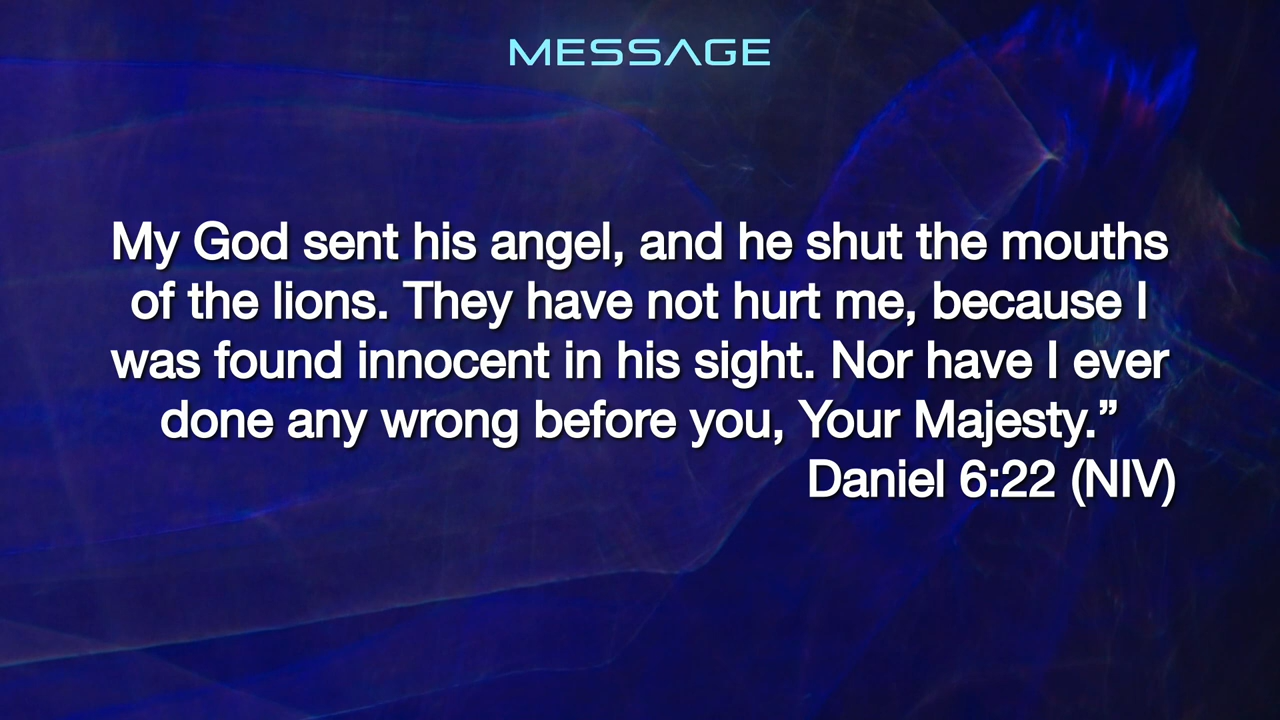 MESSAGE
My God sent his angel, and he shut the mouths
of the lions. They have not hurt me, because I
was found innocent in his sight. Nor have I ever
done any wrong before you, Your Majesty.”
Daniel 6:22 (NIV)